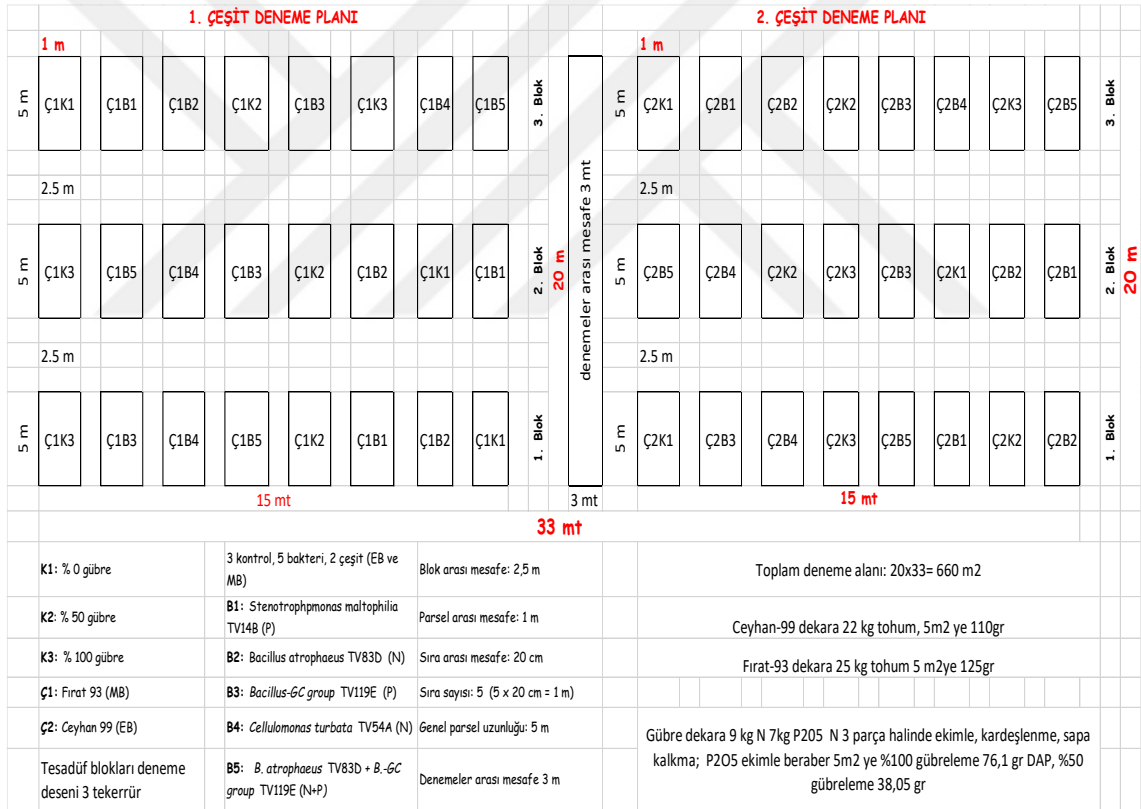 1. ÇEŞİT DENEME PLANI
2. ÇEŞİT DENEME PLANI
1 m
1 m
5 m Ç1K1 Ç1B1 Ç1B2 Ç1K2 Ç1B3 Ç1K3 Ç1B4 Ç1B5 3. Blok
5 m Ç2K1 Ç2B1 Ç2B2 Ç2K2 Ç2B3 Ç2B4 Ç2K3 Ç2B5 3. Blok
2.5 m
2.5 m
denemeler arası mesafe 3 mt
5 m Ç1K3 Ç1B5 Ç1B4 Ç1B3 Ç1K2 Ç1B2 Ç1K1 Ç1B1 2. Blok
20 m
5 m Ç2B5 Ç2B4 Ç2K2 Ç2K3 Ç2B3 Ç2K1 Ç2B2 Ç2B1 2. Blok
20 m
2.5 m
2.5 m
5 m Ç1K3 Ç1B3 Ç1B4 Ç1B5 Ç1K2 Ç1B1 Ç1B2 Ç1K1 1. Blok
5 m Ç2K1 Ç2B3 Ç2B4 Ç2K3 Ç2B5 Ç2B1 Ç2K2 Ç2B2 1. Blok
15 mt
3 mt
15 mt
33 mt
K1: % 0 gübre
3 kontrol, 5 bakteri, 2 çeşit (EB ve
MB)
Blok arası mesafe: 2,5 m
Toplam deneme alanı: 20x33= 660 m2
K2: % 50 gübre
B1: Stenotrophpmonas maltophilia
TV14B (P)
Parsel arası mesafe: 1 m
Ceyhan-99 dekara 22 kg tohum, 5m2 ye 110gr
K3: % 100 gübre
B2: Bacillus atrophaeus TV83D (N)
Sıra arası mesafe: 20 cm
Fırat-93 dekara 25 kg tohum 5 m2ye 125gr
Ç1: Fırat 93 (MB)
B3: Bacillus-GC group TV119E (P)
Sıra sayısı: 5 (5 x 20 cm = 1 m)
Ç2: Ceyhan 99 (EB)
B4: Cellulomonas turbata TV54A (N)
Genel parsel uzunluğu: 5 m
Gübre dekara 9 kg N 7kg P205 N 3 parça halinde ekimle, kardeşlenme, sapa
kalkma; P2O5 ekimle beraber 5m2 ye %100 gübreleme 76,1 gr DAP, %50
gübreleme 38,05 gr
Tesadüf blokları deneme
deseni 3 tekerrür
B5: B. atrophaeus TV83D + B.-GC
group TV119E (N+P)
Denemeler arası mesafe 3 m